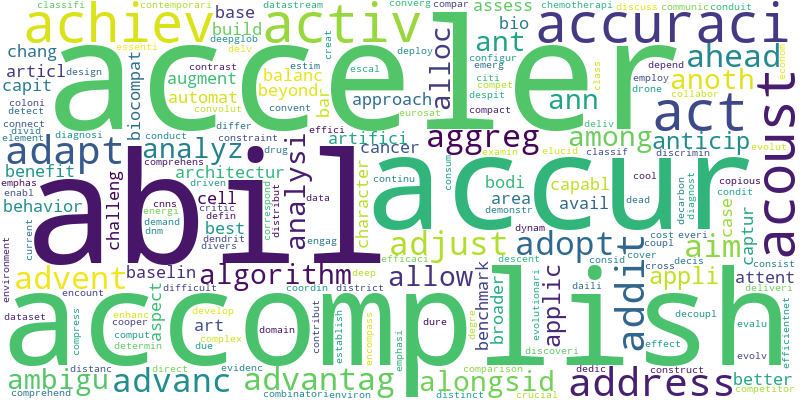 classifi contemporari datastream converg compar discuss communic conduit chemotherapi
achiev activ assess bio accuraci
base build deepglob delv
essenti estim creat escal deploy
chang articl contrast balanc ant alloc configur emerg citi compet despit compact depend employ drone collabor class econom
acceler
ahead anoth
capit design coloni detect connect divid element diagnosi
biocompat augment automat convolut beyond bar approach
differ convent effici eurosat deliv
ann act acoust
adapt analyz conduct constraint artifici aggreg among anticip evolut
emphas enabl benefit behavior comprehens architectur drug cancer examin elucid classif discrimin
challeng driven cell critic defin data distribut correspond engag analysi character continu consum bodi capabl area avail demonstr dynam case captur decarbon diagnost copious condit cool dead
abil accur
environment current energi demand dnm cnns dendrit divers best
adjust adopt addit aim cost everi coupl consid cover cross decis consist
advent baselin algorithm deep efficaci allow descent applic appli attent deliveri
dataset encount compress difficult coordin district evolutionari broader benchmark daili decoupl evalu efficientnet
accomplish
aspect enhanc cooper comput determin develop art due complex domain contribut establish encompass emphasi dure degre discoveri effect evolv
distanc direct evidenc comparison dedic construct better
ambigu advanc advantag alongsid address
comprehend combinatori environ distinct crucial competitor